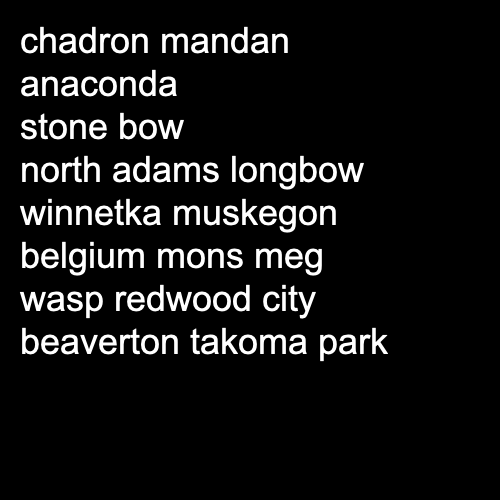 chadron mandan
anaconda
stone bow
north adams longbow
winnetka muskegon
belgium mons meg
wasp redwood city
beaverton takoma park